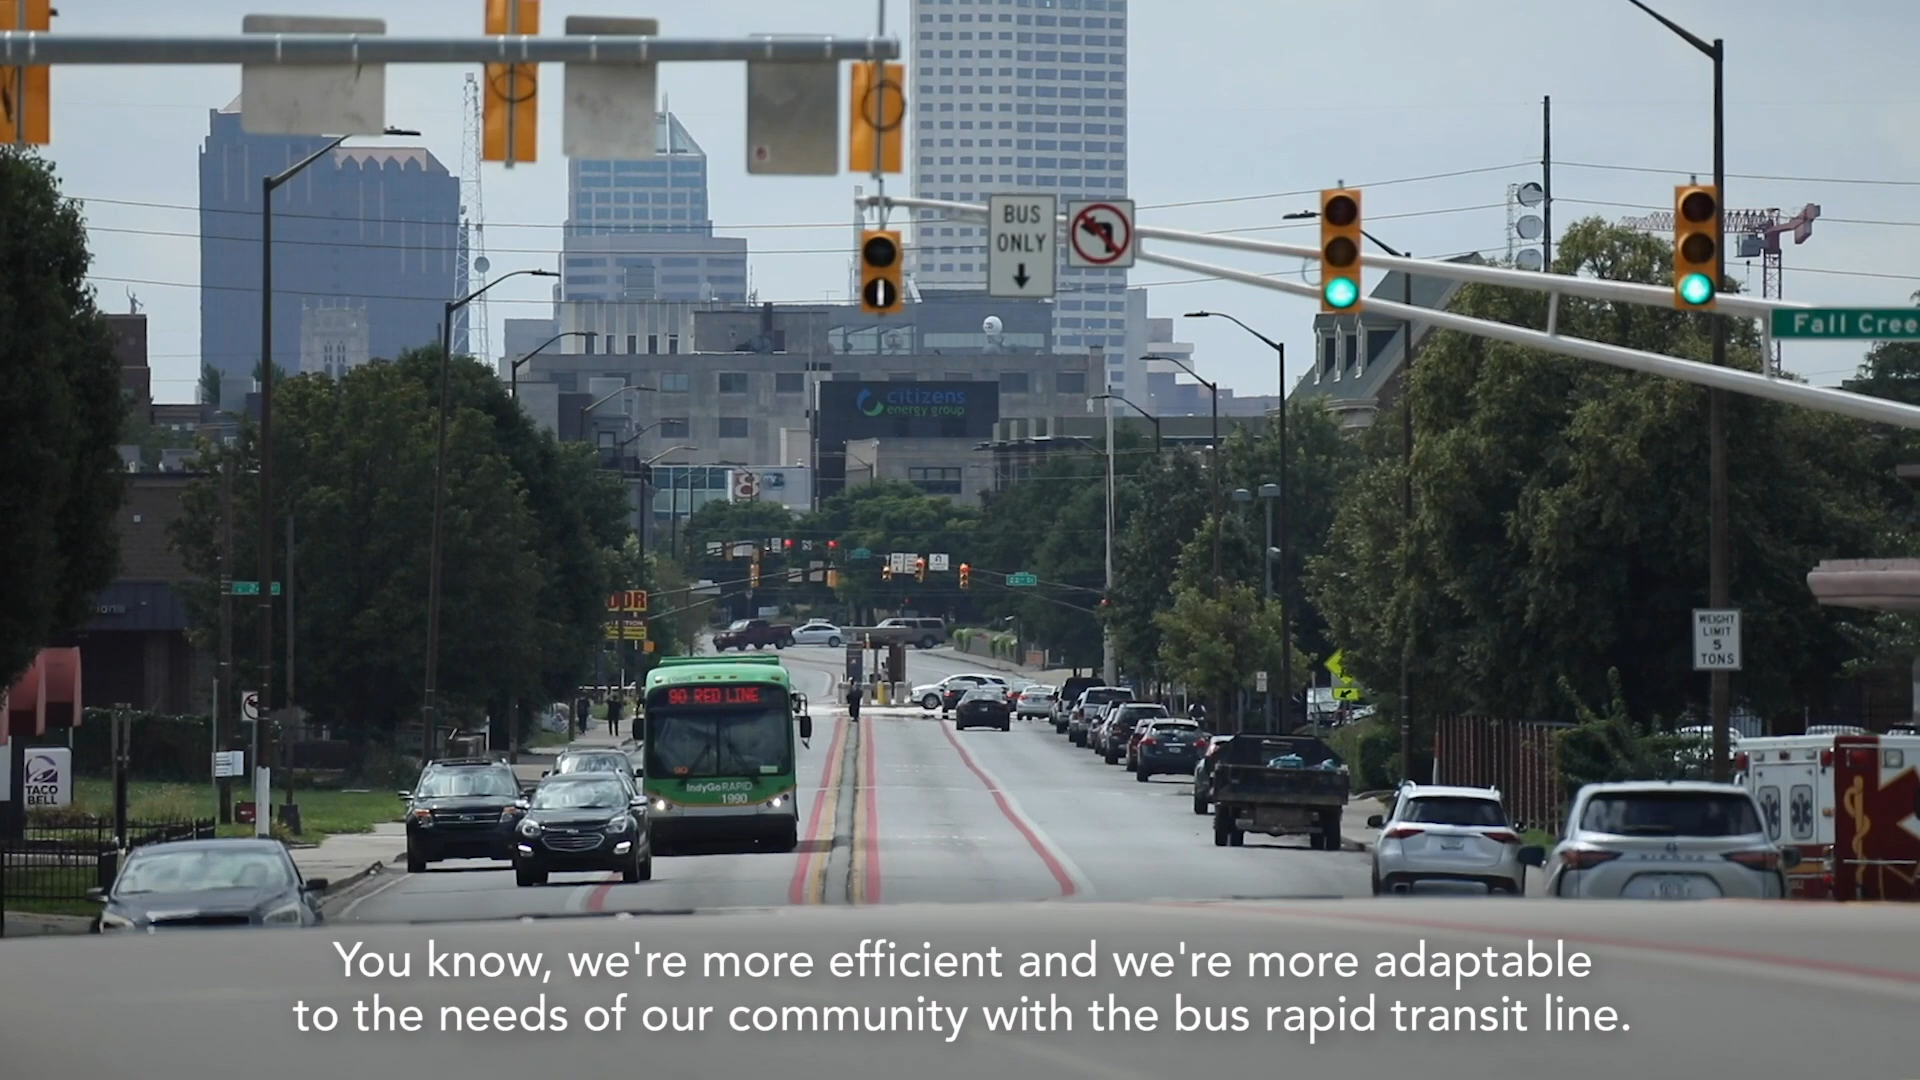 BUS
ONLY
Fall Cree
citizens
energy group
WEIGHT
LIMIT
5
TONS
90 RED LINE
IndyGoRAPID
1990
TACO
BELL
You know, we're more efficient and we're more adaptable
to the needs of our community with the bus rapid transit line.